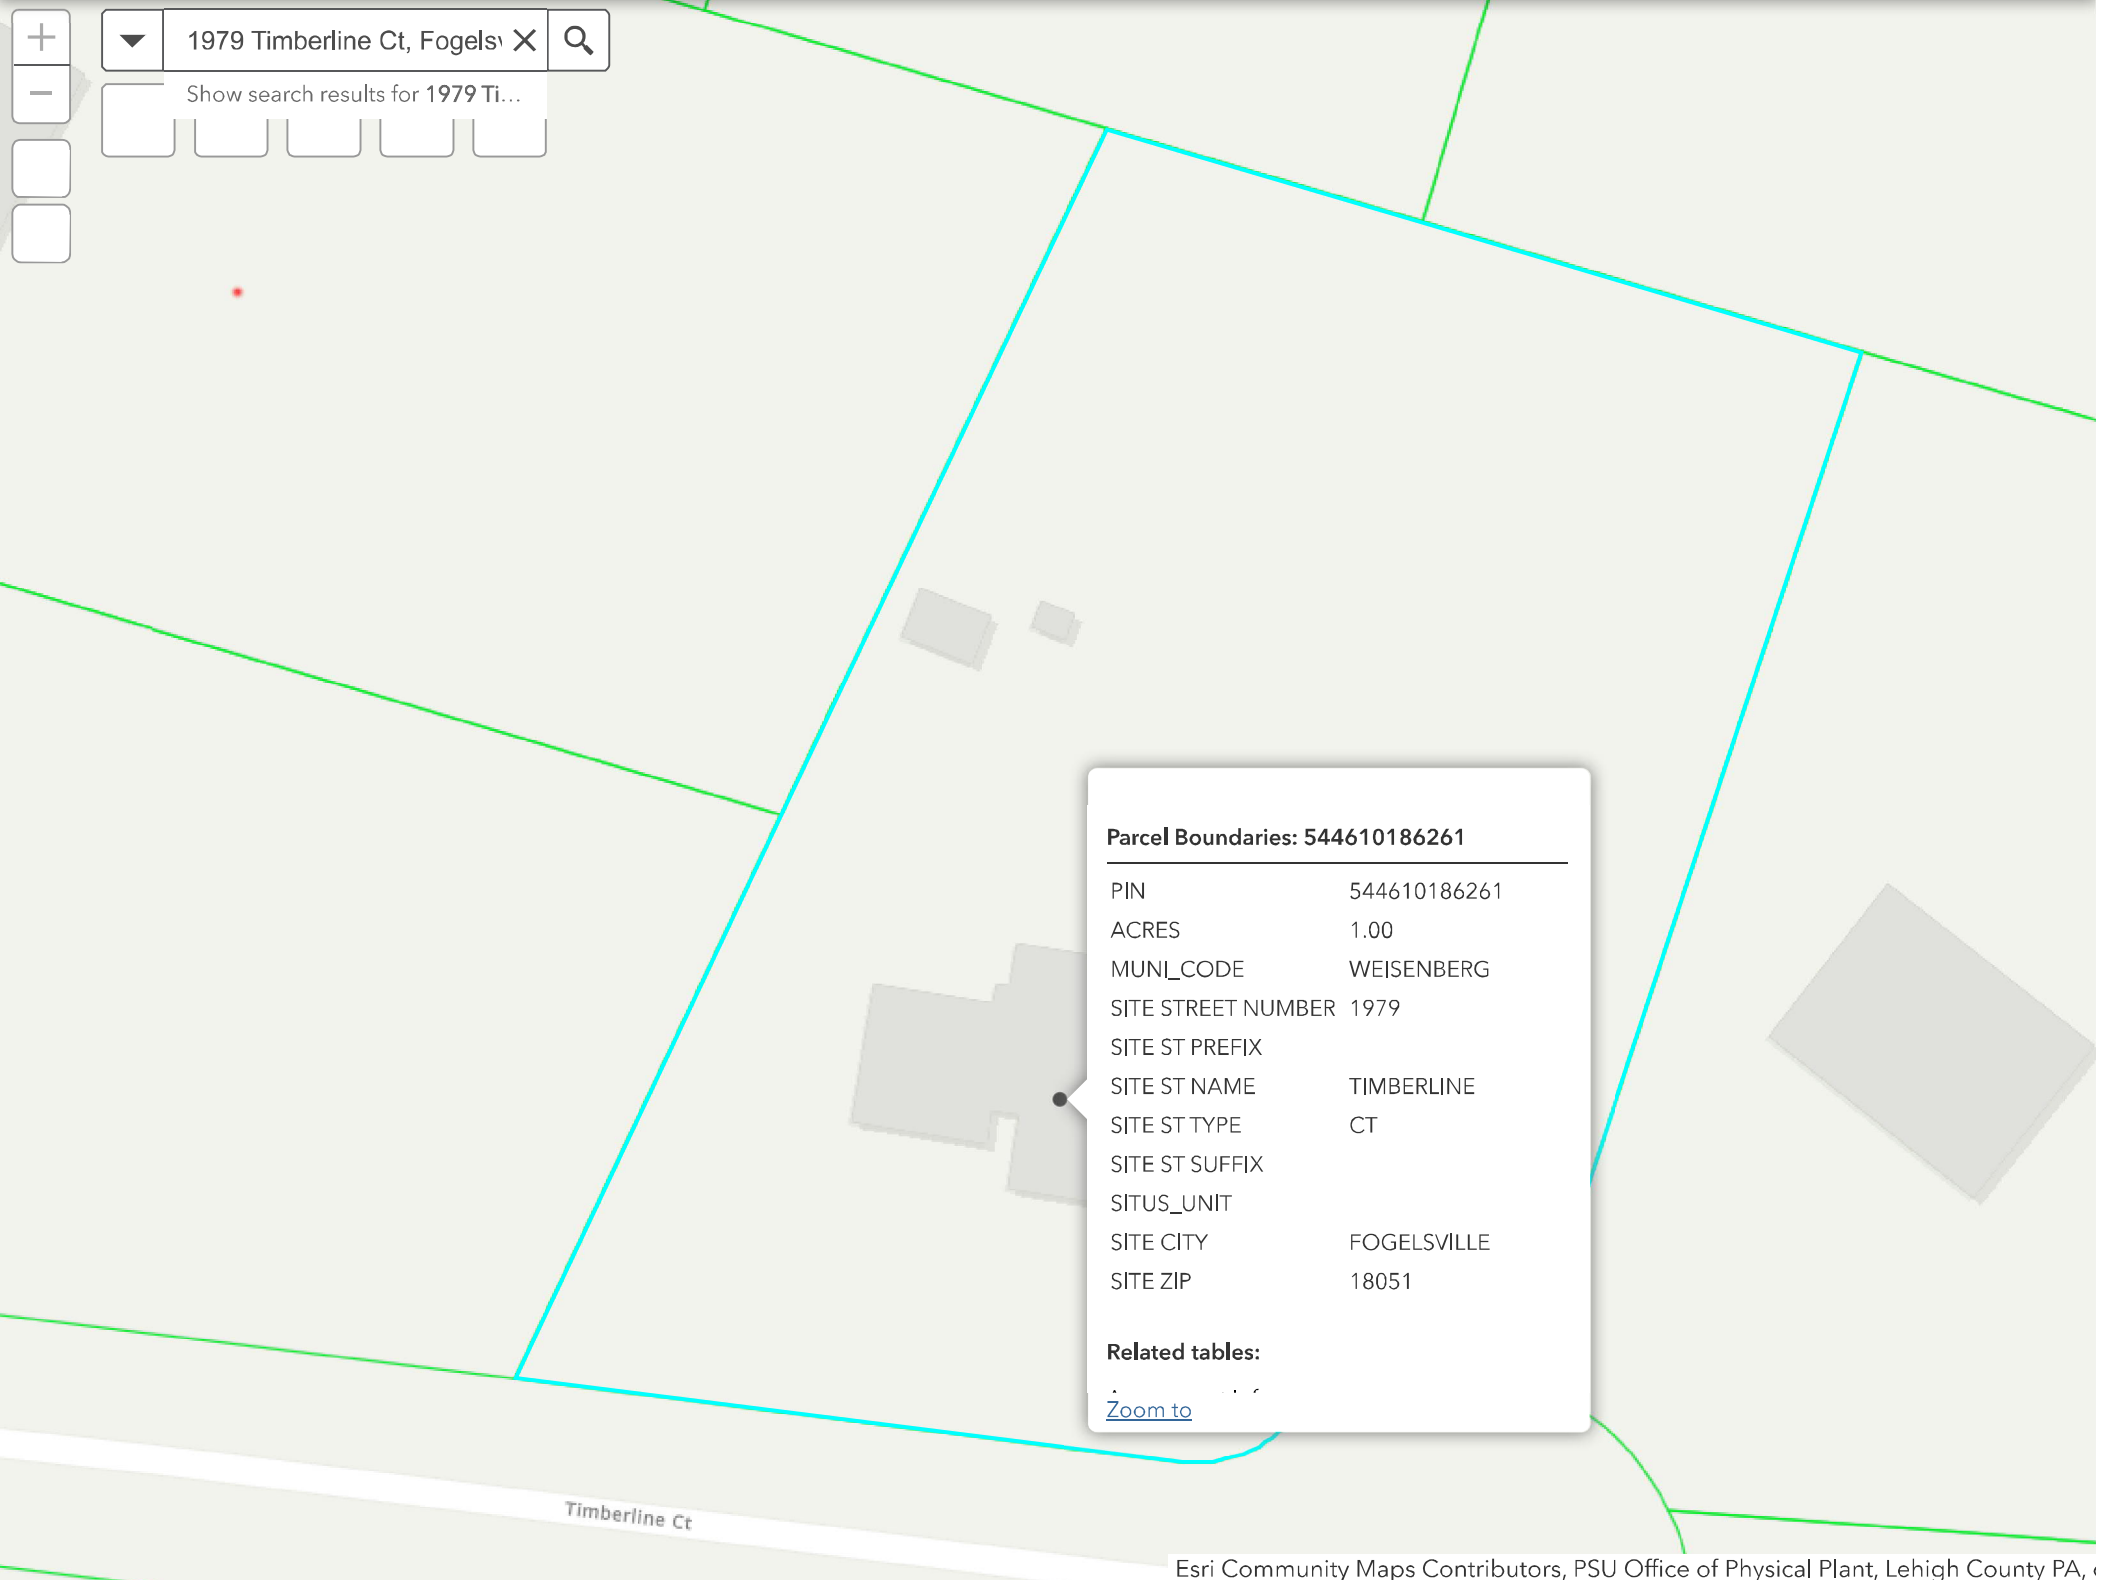 1979 Timberline Ct, Fogelsv
Show search results for 1979 Ti...
Parcel Boundaries: 544610186261
PIN 544610186261
ACRES 1.00
MUNI_CODE WEISENBERG
SITE STREET NUMBER 1979
SITE ST PREFIX
SITE ST NAME TIMBERLINE
SITE ST TYPE CT
SITE ST SUFFIX
SITUS_UNIT
SITE CITY FOGELSVILLE
SITE ZIP 18051
Related tables:
Zoom to
Timberline Ct
Esri Community Maps Contributors, PSU Office of Physical Plant, Lehigh County PA,